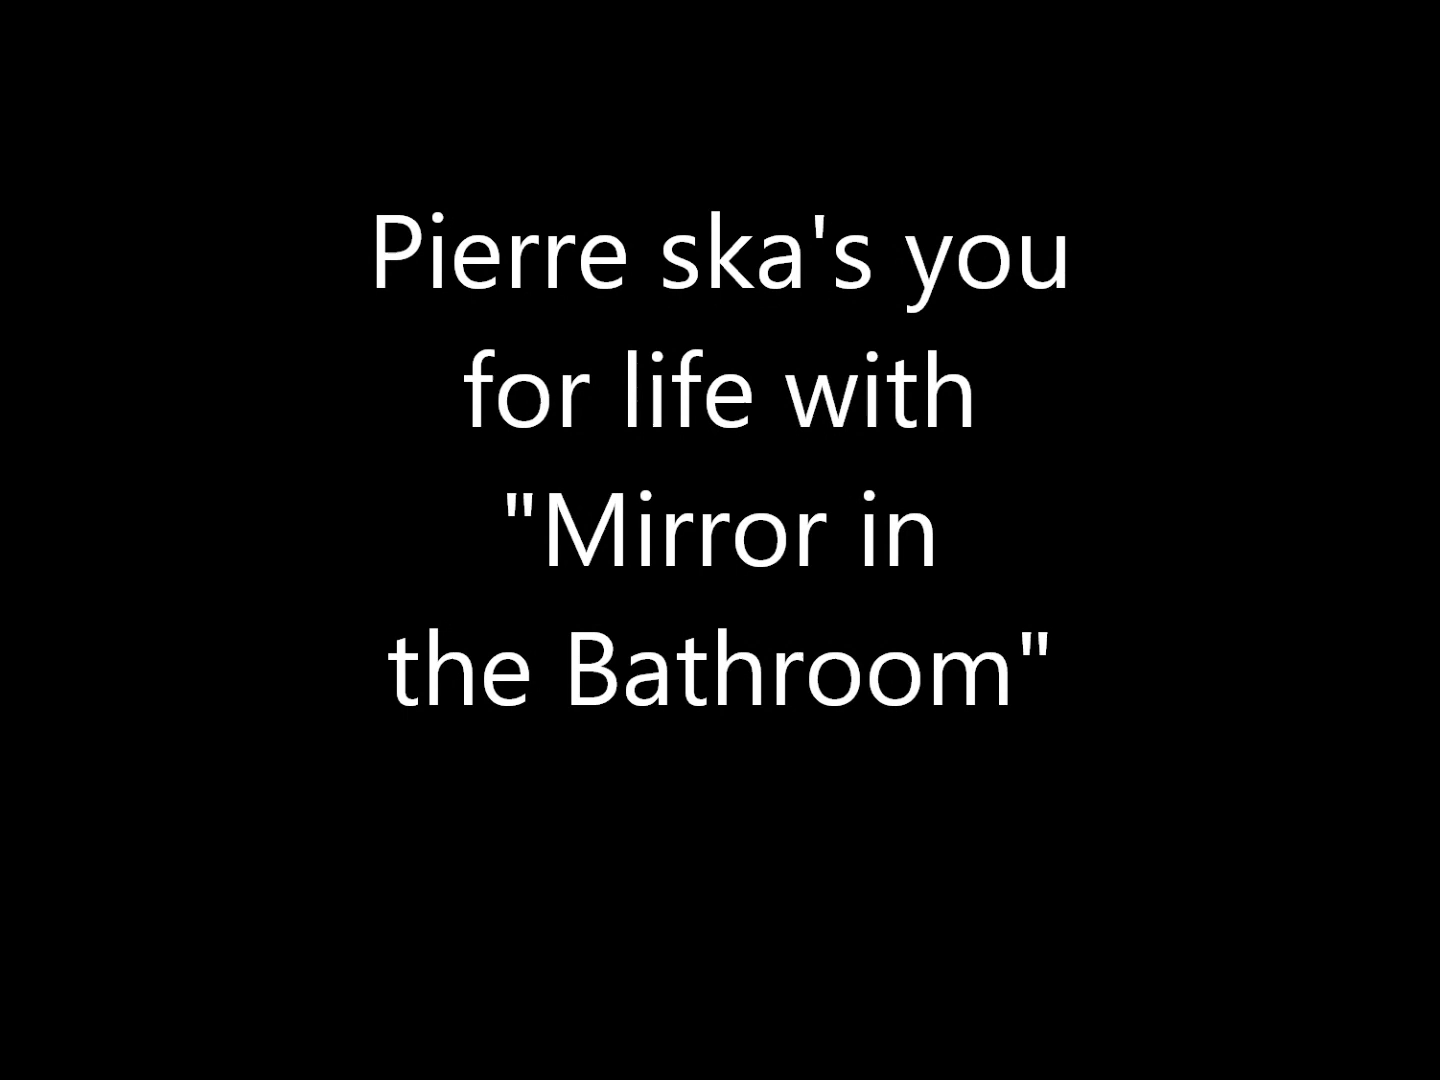 Pierre ska's you
for life with
"Mirror in
the Bathroom"